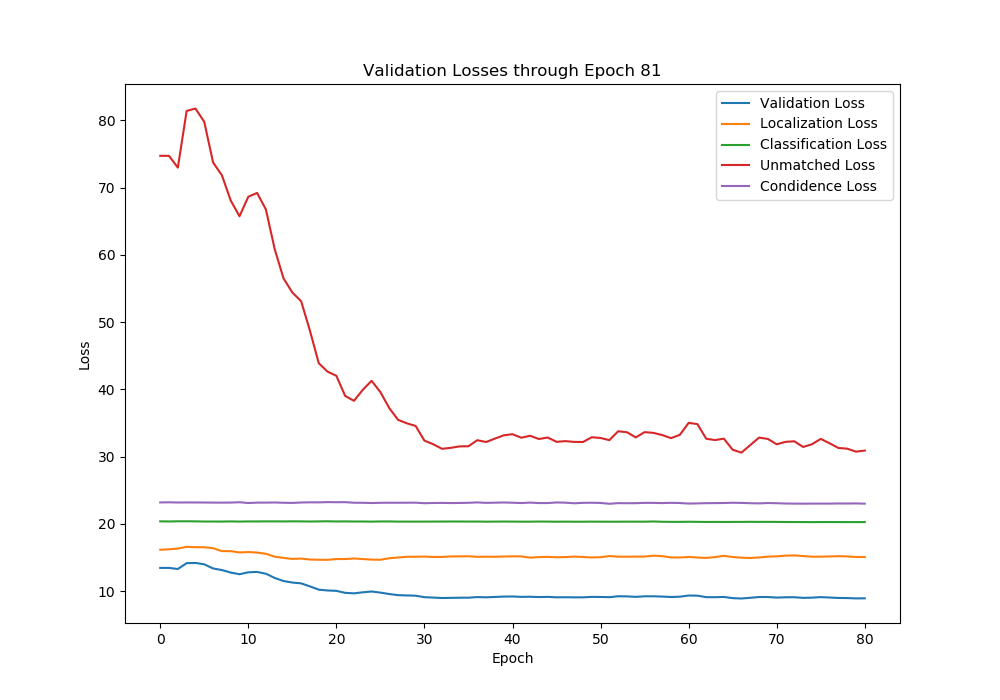 Validation Losses through Epoch 81
Validation Loss
Localization Loss
Classification Loss
Unmatched Loss
Condidence Loss
Loss
80
70
60
50
40
30
20
10
0 10 20 30 40 50 60 70 80
Epoch